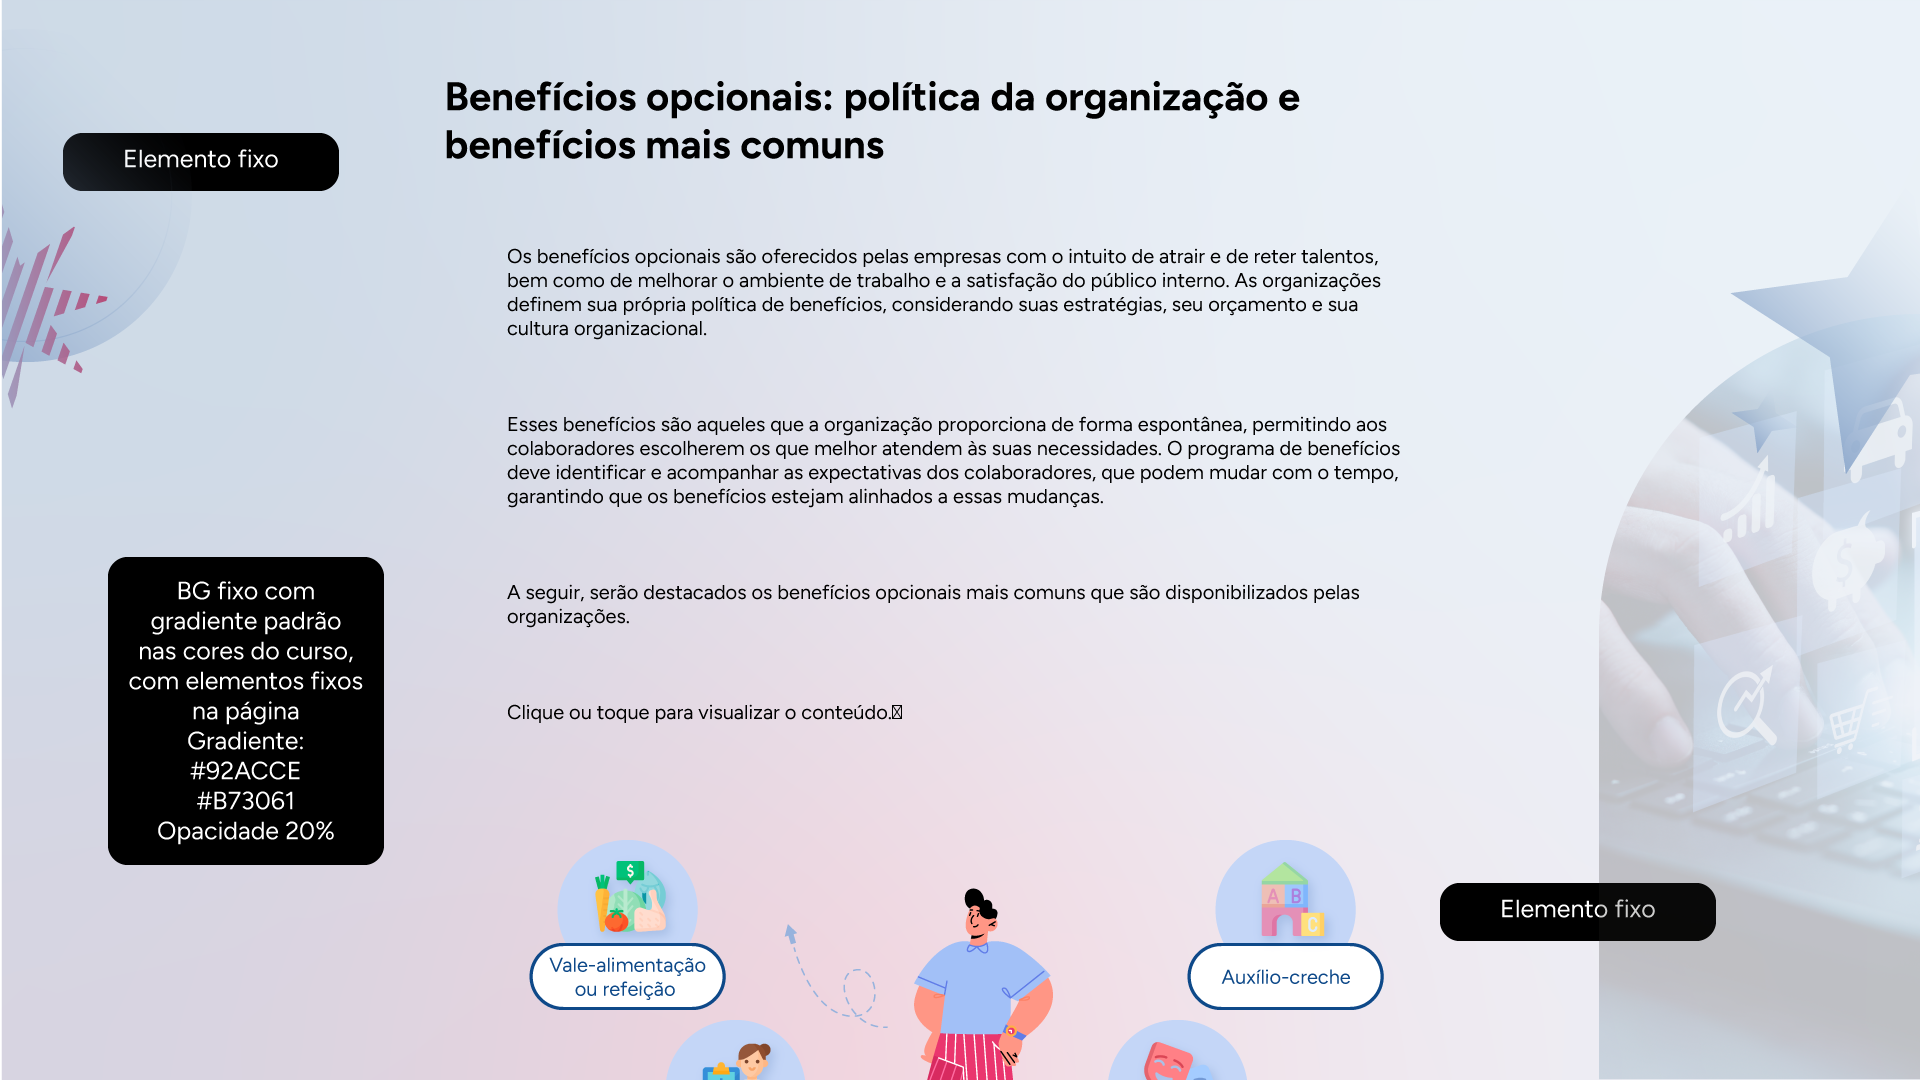 Benefícios opcionais: política da organização e
benefícios mais comuns
Elemento fixo
Os benefícios opcionais são oferecidos pelas empresas com o intuito de atrair e de reter talentos,
bem como de melhorar o ambiente de trabalho e a satisfação do público interno. As organizações
definem sua própria política de benefícios, considerando suas estratégias, seu orçamento e sua
cultura organizacional.
Esses benefícios são aqueles que a organização proporciona de forma espontânea, permitindo aos
colaboradores escolherem os que melhor atendem às suas necessidades. O programa de benefícios
deve identificar e acompanhar as expectativas dos colaboradores, que podem mudar com o tempo,
garantindo que os benefícios estejam alinhados a essas mudanças.
BG fixo com
gradiente padrão
nas cores do curso,
com elementos fixos
na página
Gradiente:
#92ACCE
#B73061
Opacidade 20%
A seguir, serão destacados os benefícios opcionais mais comuns que são disponibilizados pelas
organizações.
Clique ou toque para visualizar o conteúdo.
$
A B
C
$
Elemento fixo
Vale-alimentação
ou refeição
Auxílio-creche